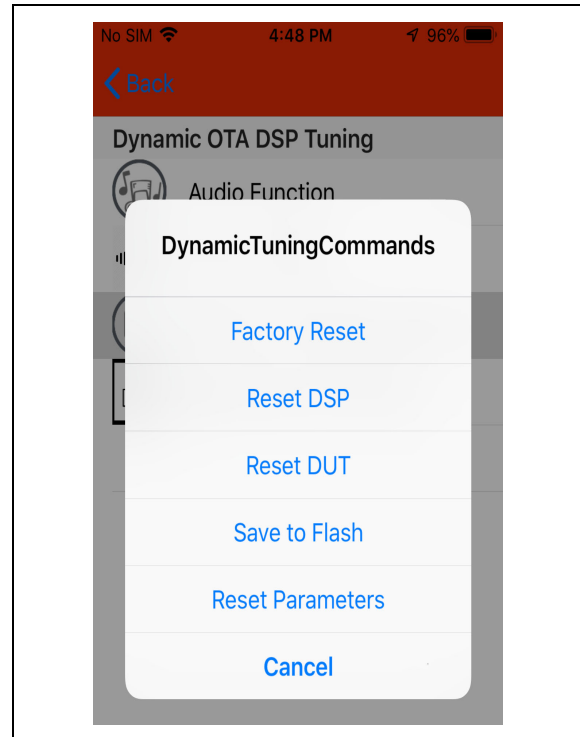 No SIM 4:48 PM 96%
Back
Dynamic OTA DSP Tuning
Audio Function
DynamicTuningCommands
Factory Reset
Reset DSP
Reset DUT
Save to Flash
Reset Parameters
Cancel